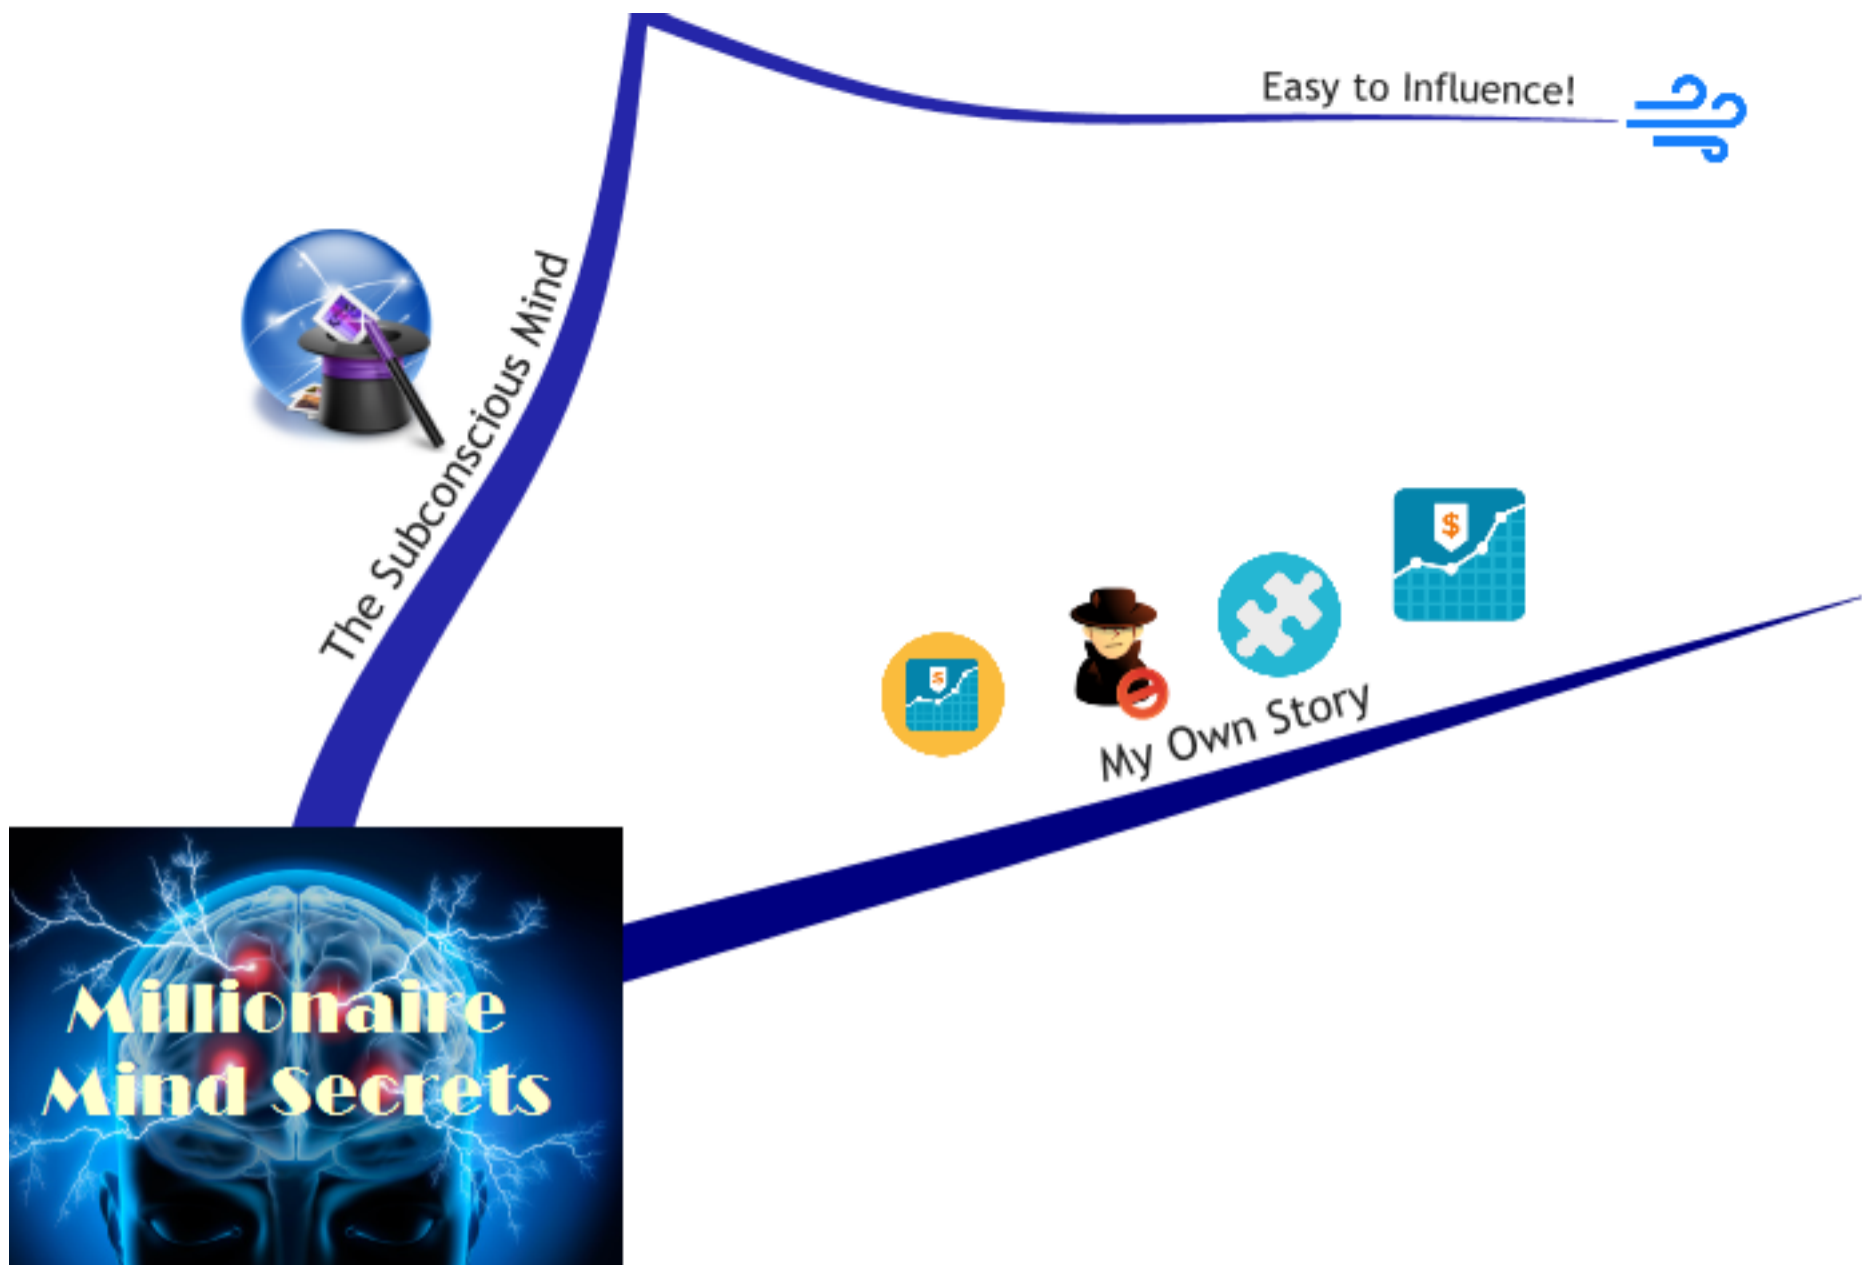 Easy to Influence!
The Subconscious Mind
$
$
My Own Story
Millionaire
Mind Secrets